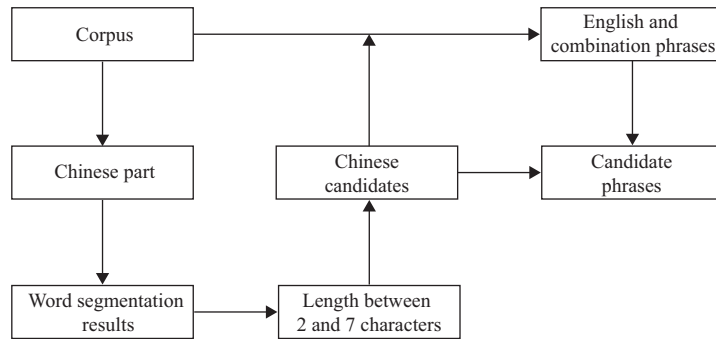 Corpus
English and
combination phrases
Chinese part
Chinese
candidates
Candidate
phrases
Word segmentation
results
Length between
2 and 7 characters